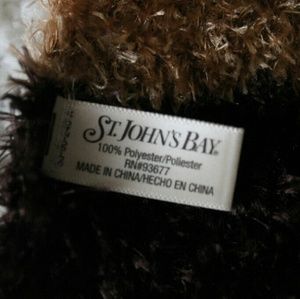 ST. JOHN'S BAY
100% Polyester/Poliester
RN#93677
MADE IN CHINA/HECHO EN CHINA